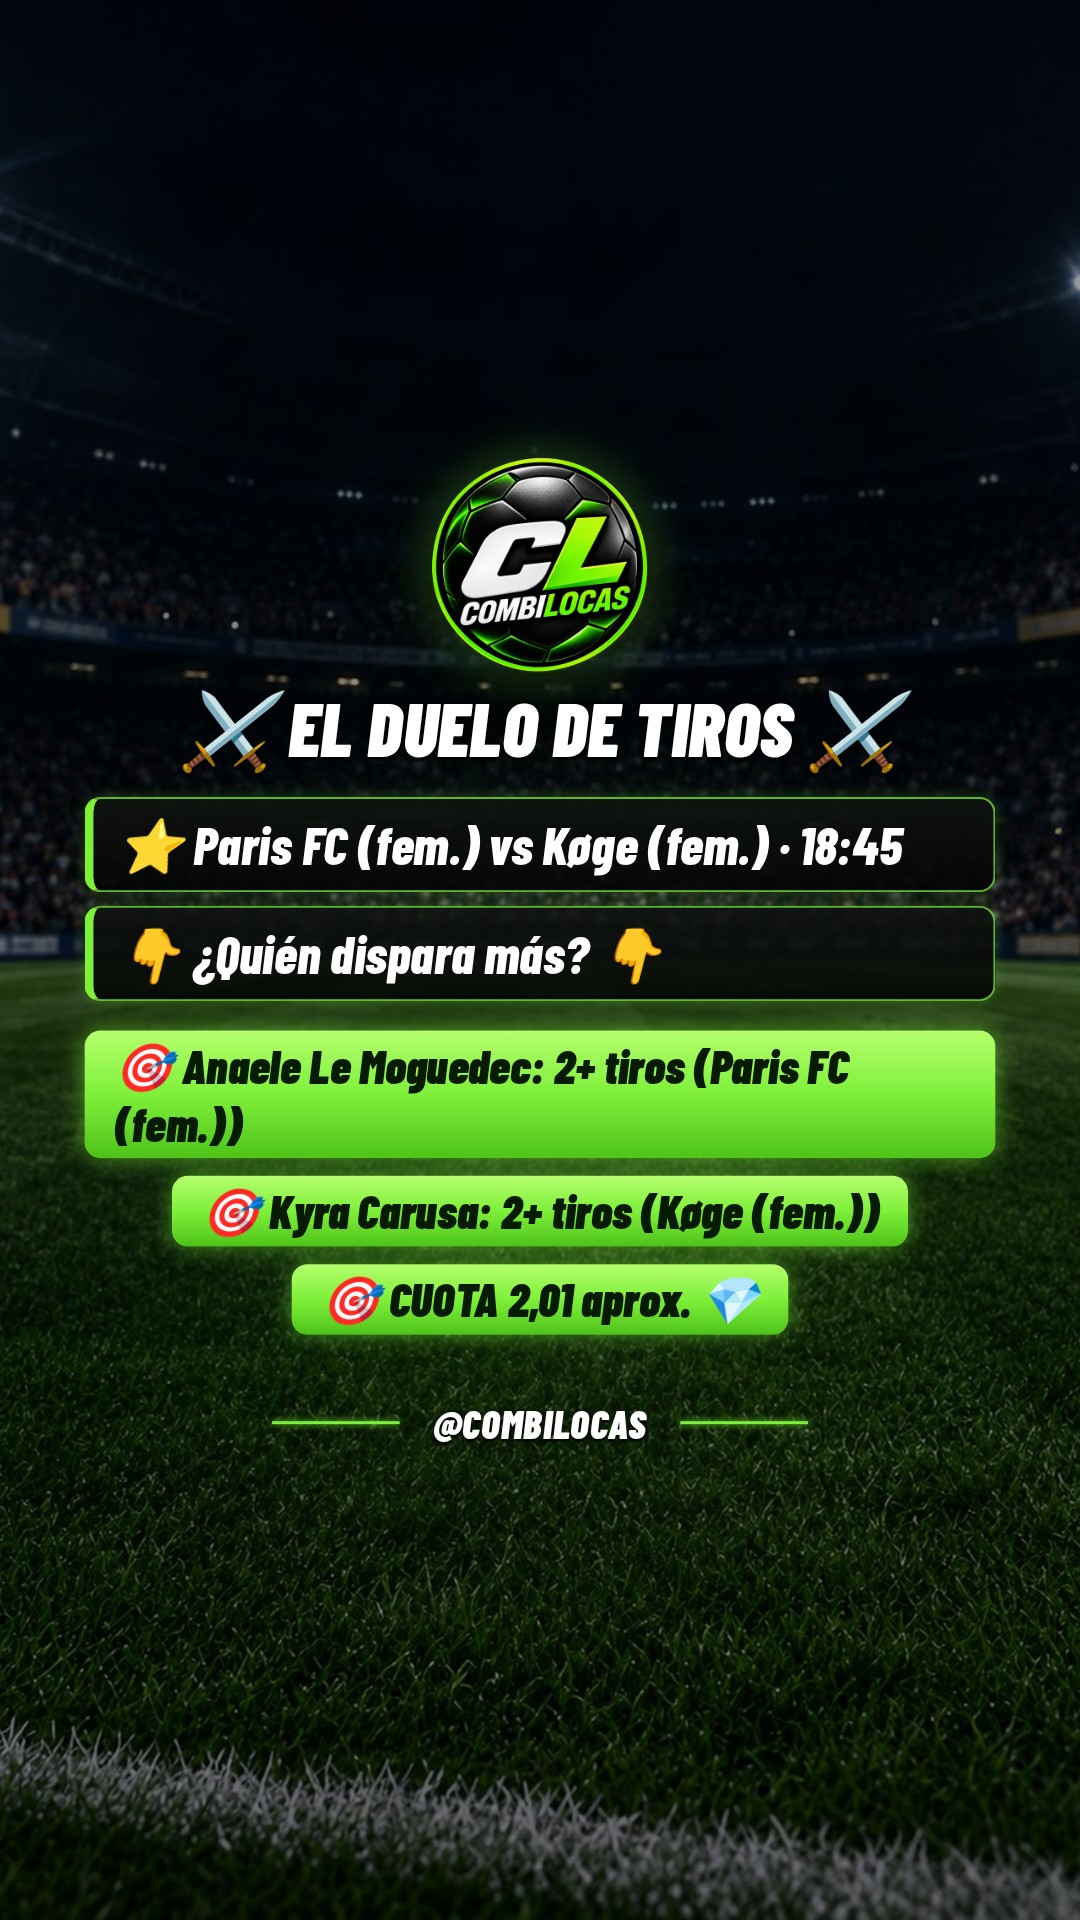 CL
COMBILOCAS
⚔️ EL DUELO DE TIROS ⚔️
⭐ Paris FC (fem.) vs Køge (fem.) · 18:45
👇 ¿Quién dispara más? 👇
🎯 Anaele Le Moguedec: 2+ tiros (Paris FC
(fem.))
🎯 Kyra Carusa: 2+ tiros (Køge (fem.))
🎯 CUOTA 2,01 aprox. 💎
@COMBILOCAS